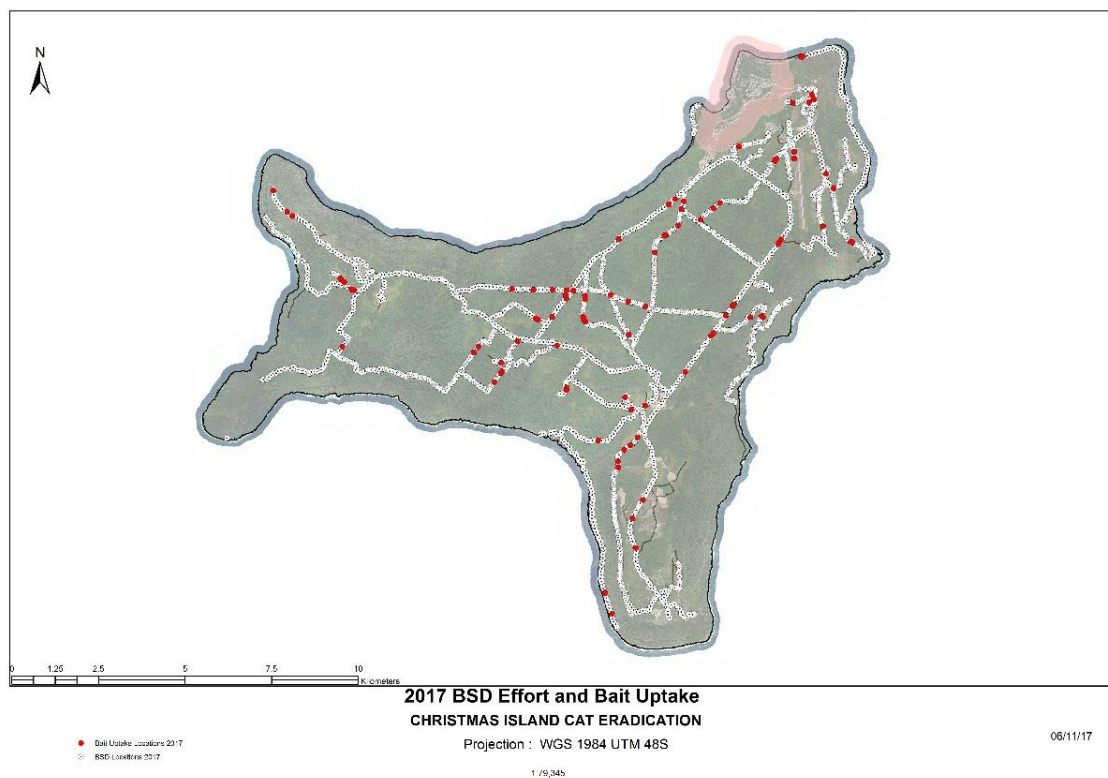 N
0 1.25 2.5 5 7.5 10
Kilometers
2017 BSD Effort and Bait Uptake
CHRISTMAS ISLAND CAT ERADICATION
Projection : WGS 1984 UTM 48S
06/11/17
Bait Uptake Locations 2017
BSD Locations 2017
1:79,345